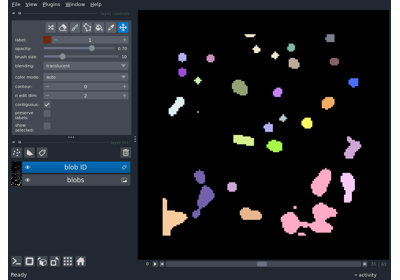 File View Plugins Window Help
label: 1
opacity: 0.70
brush size: 10
blending: translucent
color mode: auto
contour: 0
n edit dim: 2
contiguous:
preserve labels:
show selected:
blob ID
blobs
0
Ready
activity